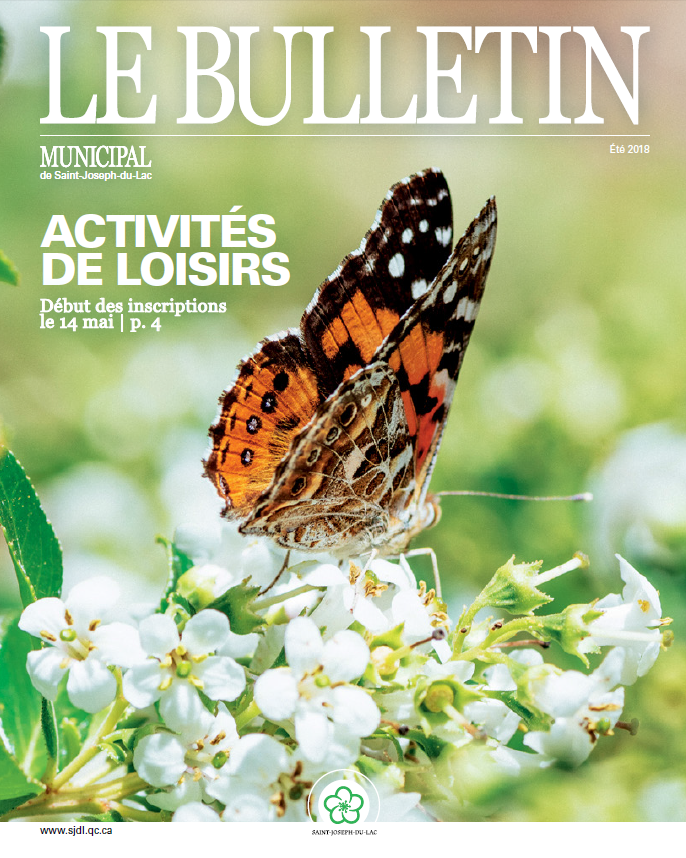 LE BULLETIN
MUNICIPAL
de Saint-Joseph-du-Lac
Été 2018
ACTIVITÉS
DE LOISIRS
Début des inscriptions
le 14 mai | p. 4
www.sjdl.qc.ca
SAINT-JOSEPH-DU-LAC